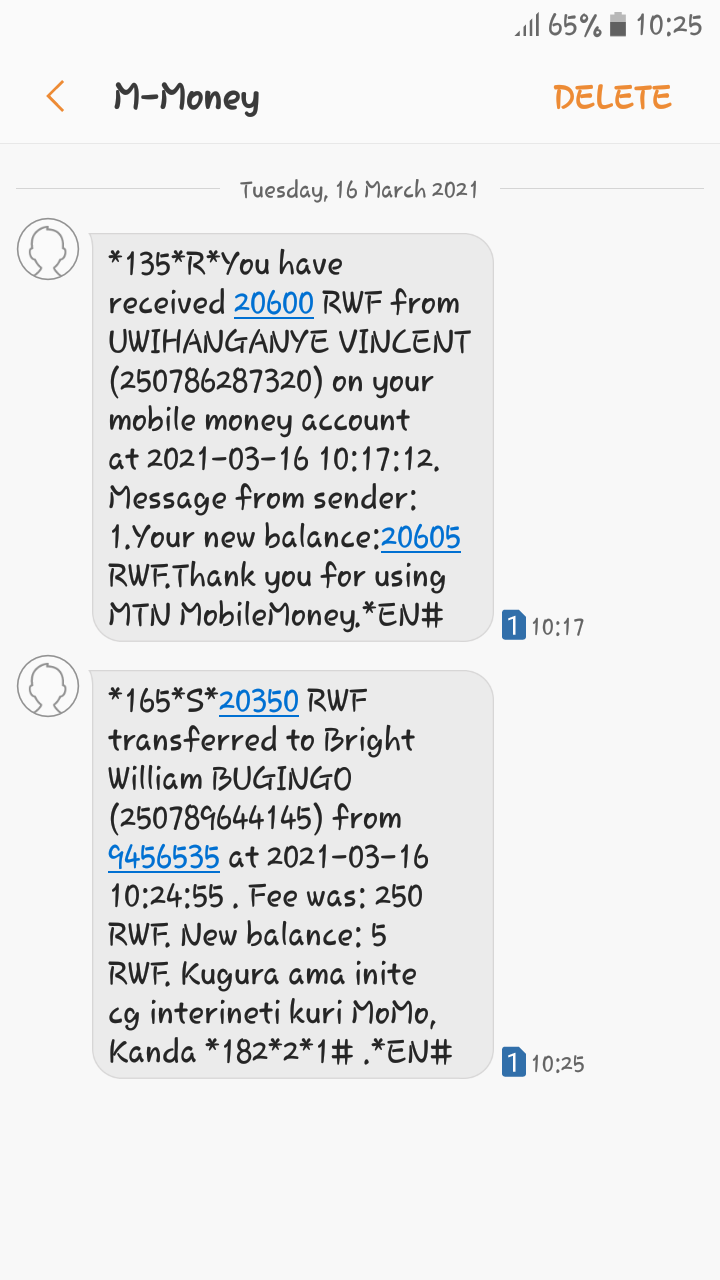 65% 10:25
M-Money DELETE
Tuesday, 16 March 2021
*135*R*You have
received 20600 RWF from
UWIHANGANYE VINCENT
(250786287320) on your
mobile money account
at 2021-03-16 10:17:12.
Message from sender:
1.Your new balance:20605
RWF.Thank you for using
MTN MobileMoney.*EN#
1 10:17
*165*S*20350 RWF
transferred to Bright
William BUGINGO
(250789644145) from
9456535 at 2021-03-16
10:24:55 . Fee was: 250
RWF. New balance: 5
RWF. Kugura ama inite
cg interineti kuri MoMo,
Kanda *182*2*1# .*EN#
1 10:25